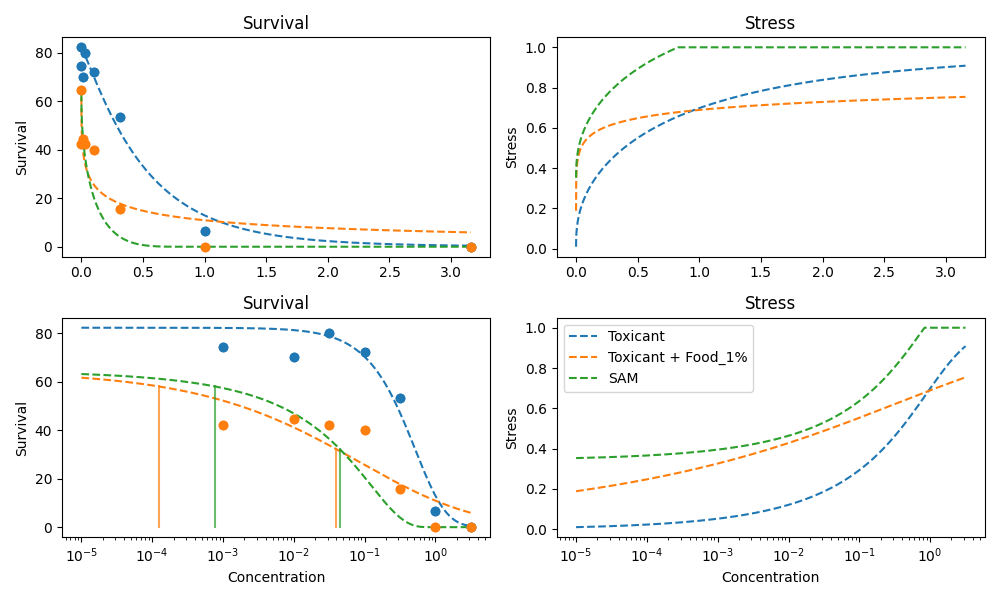 Survival
Survival
80
60
40
20
0
0.0 0.5 1.0 1.5 2.0 2.5 3.0
Stress
Stress
1.0
0.8
0.6
0.4
0.2
0.0
0.0 0.5 1.0 1.5 2.0 2.5 3.0
Survival
Survival
80
60
40
20
0
10⁻⁵ 10⁻⁴ 10⁻³ 10⁻² 10⁻¹ 10⁰
Concentration
Stress
Stress
1.0
0.8
0.6
0.4
0.2
0.0
Toxicant
Toxicant + Food_1%
SAM
10⁻⁵ 10⁻⁴ 10⁻³ 10⁻² 10⁻¹ 10⁰
Concentration